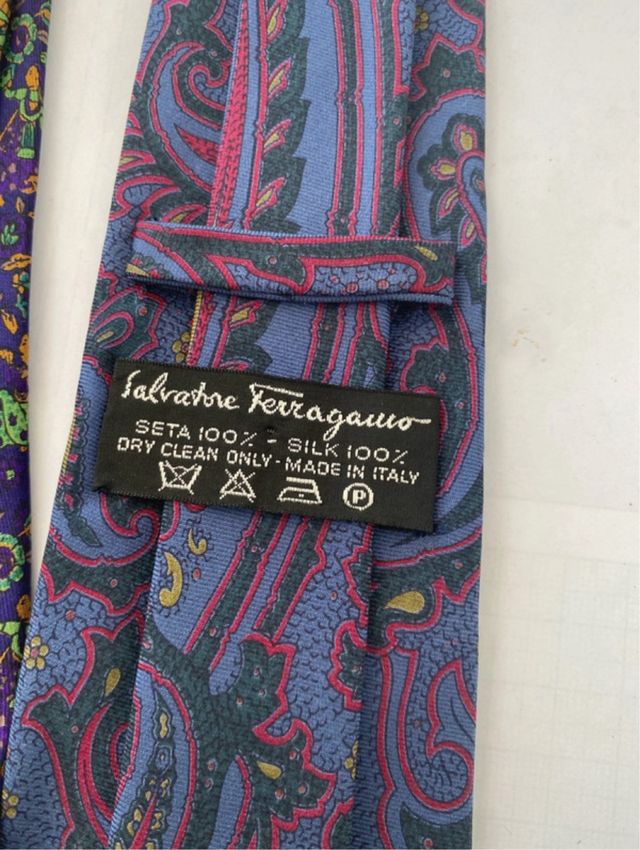 Salvatore Ferragamo
SETA 100% - SILK 100%
DRY CLEAN ONLY - MADE IN ITALY
P